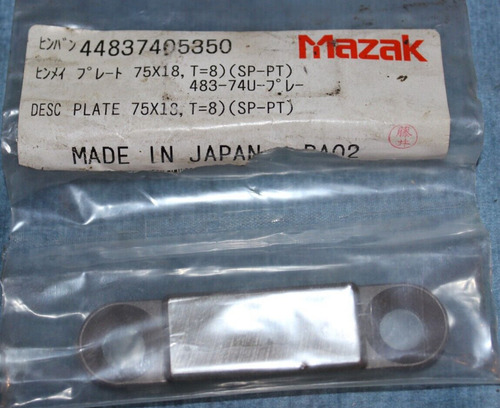 ヒンバン 44837405350
Mazak
ヒンメイ プレート 75X18,T=8)(SP-PT)
483-74U-プレー
DESC PLATE 75X18,T=8)(SP-PT)
MADE IN JAPAN PA02